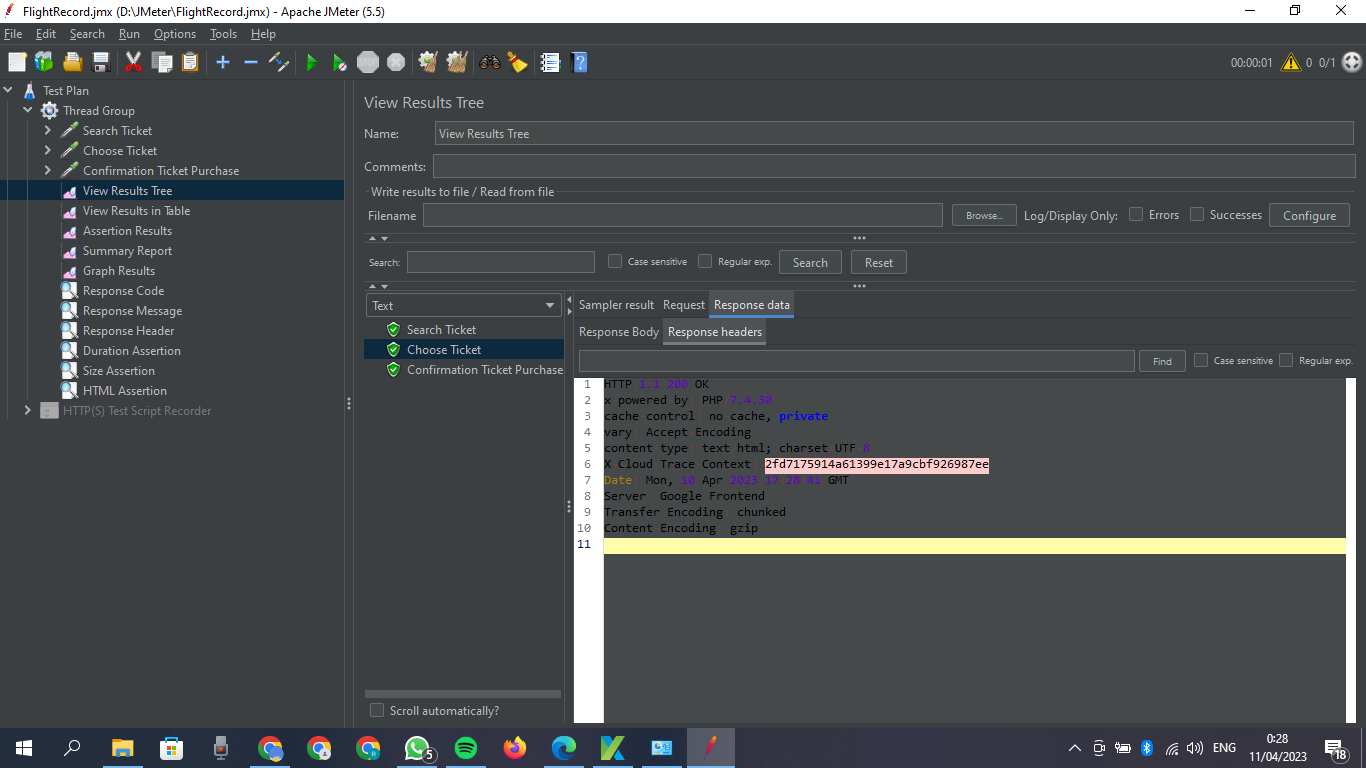 FlightRecord.jmx (D:\JMeter\FlightRecord.jmx) - Apache JMeter (5.5)
File Edit Search Run Options Tools Help
STOP
00:00:01 0 0/1
Test Plan
Thread Group
Search Ticket
Choose Ticket
Confirmation Ticket Purchase
View Results Tree
View Results in Table
Assertion Results
Summary Report
Graph Results
Response Code
Response Message
Response Header
Duration Assertion
Size Assertion
HTML Assertion
HTTP(S) Test Script Recorder
View Results Tree
Name: View Results Tree
Comments:
Write results to file / Read from file
Filename Browse... Log/Display Only: Errors Successes Configure
Search: Case sensitive Regular exp. Search Reset
Text
Search Ticket
Choose Ticket
Confirmation Ticket Purchase
Scroll automatically?
Sampler result Request Response data
Response Body Response headers
Find Case sensitive Regular exp.
1 HTTP/1.1 200 OK
2 x-powered-by: PHP/7.4.30
3 cache-control: no-cache, private
4 vary: Accept-Encoding
5 content-type: text/html; charset=UTF-8
6 X-Cloud-Trace-Context: 2fd7175914a61399e17a9cbf926987ee
7 Date: Mon, 10 Apr 2023 17:28:41 GMT
8 Server: Google Frontend
9 Transfer-Encoding: chunked
10 Content-Encoding: gzip
11
5
ENG
0:28
11/04/2023
18